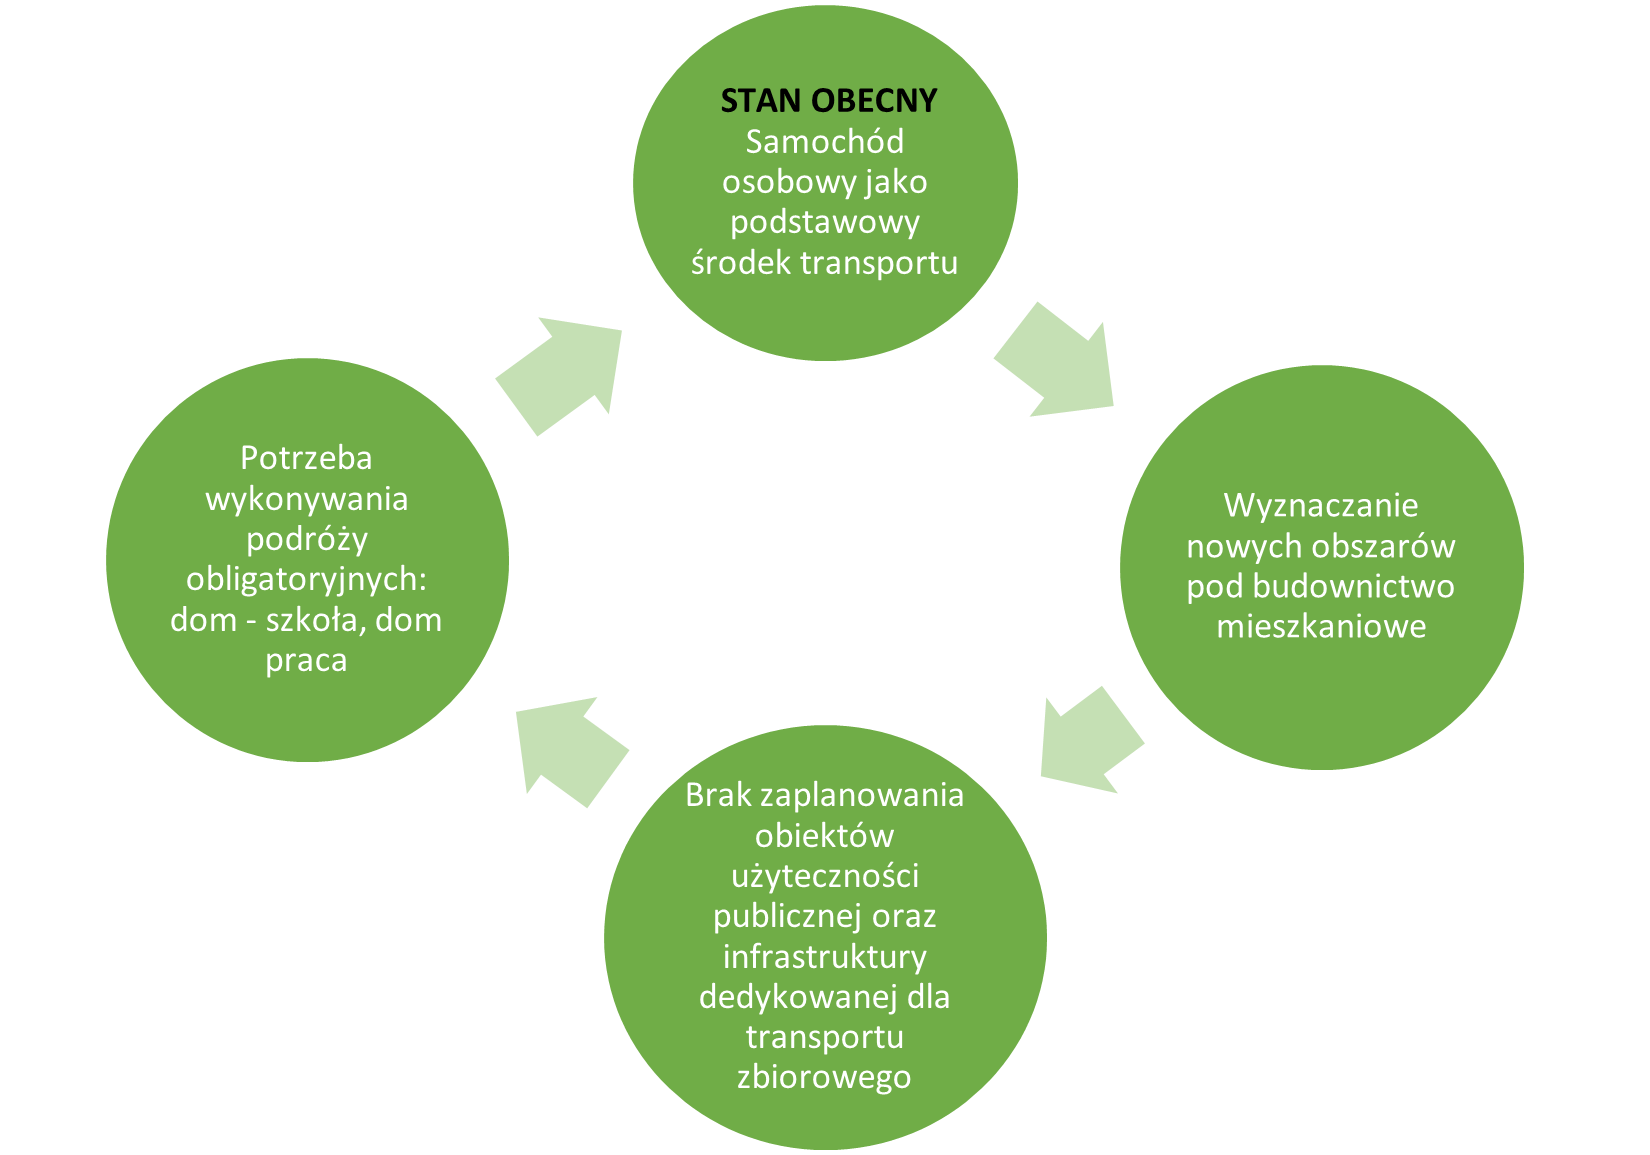 STAN OBECNY
Samochód
osobowy jako
podstawowy
środek transportu
Wyznaczanie
nowych obszarów
pod budownictwo
mieszkaniowe
Brak zaplanowania
obiektów
użyteczności
publicznej oraz
infrastruktury
dedykowanej dla
transportu
zbiorowego
Potrzeba
wykonywania
podróży
obligatoryjnych:
dom - szkoła, dom
praca